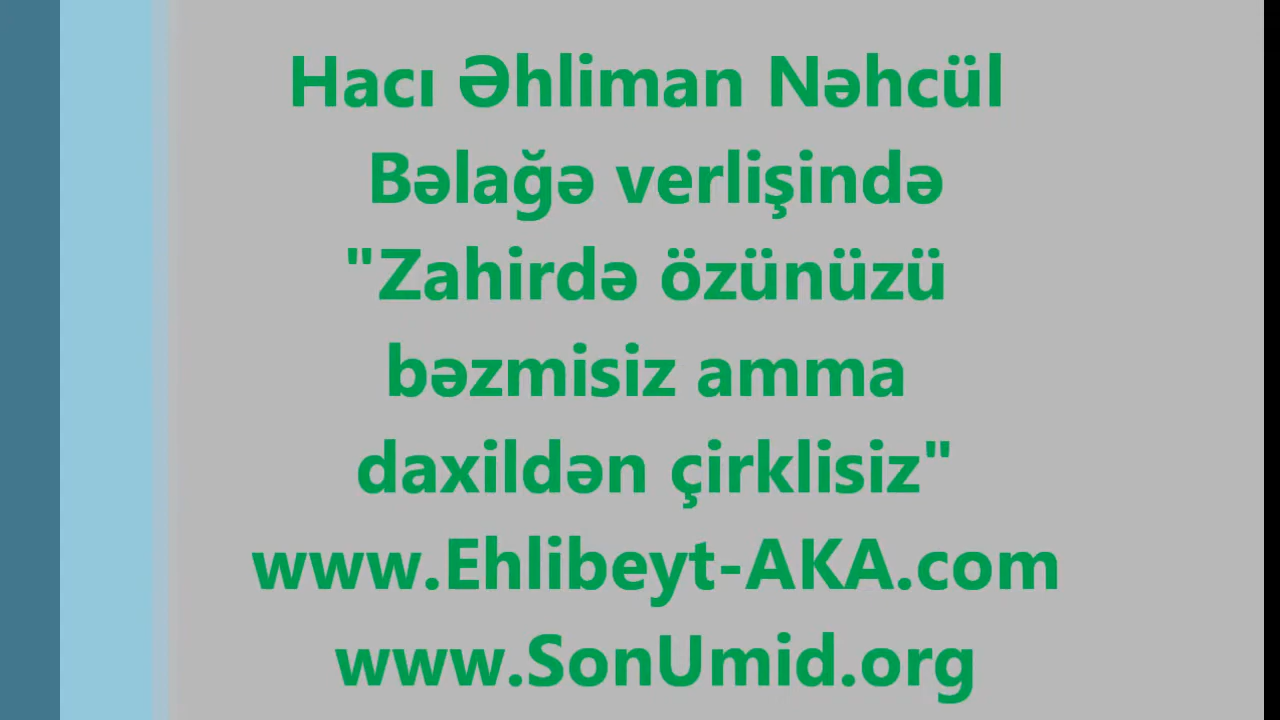 Hacı Əhliman Nəhcül
Bəlağə verlişində
"Zahirdə özünüzü
bəzmisiz amma
daxildən çirklisiz"
www.Ehlibeyt-AKA.com
www.SonUmid.org